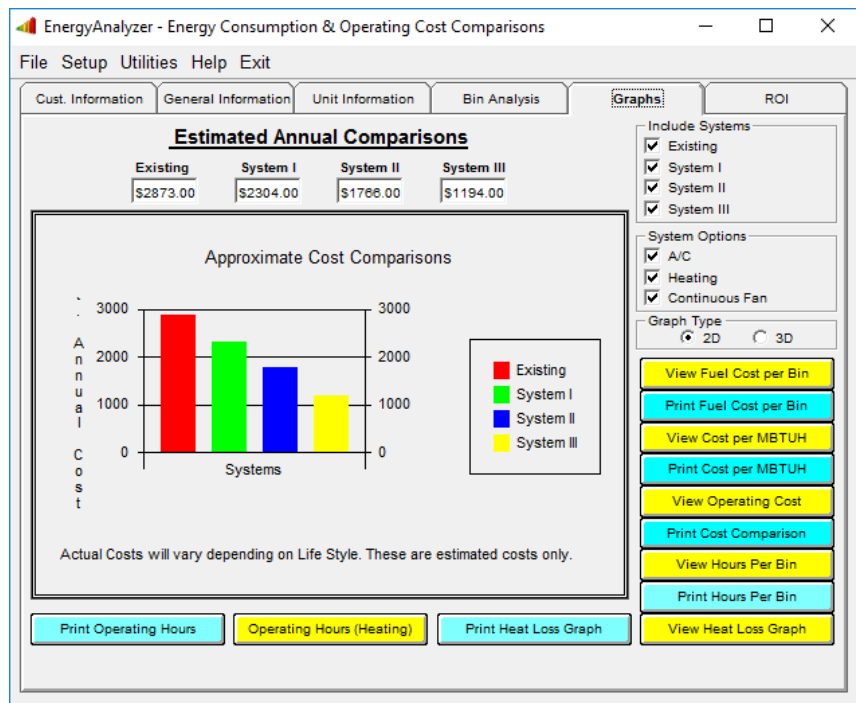 EnergyAnalyzer - Energy Consumption & Operating Cost Comparisons
File Setup Utilities Help Exit
Cust. Information General Information Unit Information Bin Analysis Graphs ROI
Estimated Annual Comparisons
Existing System I System II System III
$2873.00 $2304.00 $1766.00 $1194.00
Include Systems
Existing
System I
System II
System III
System Options
A/C
Heating
Continuous Fan
Graph Type
2D 3D
Approximate Cost Comparisons
Annual Cost
3000 3000
2000 2000
1000 1000
0 0
Systems
Existing
System I
System II
System III
Actual Costs will vary depending on Life Style. These are estimated costs only.
View Fuel Cost per Bin
Print Fuel Cost per Bin
View Cost per MBTUH
Print Cost per MBTUH
View Operating Cost
Print Cost Comparison
View Hours Per Bin
Print Hours Per Bin
Print Operating Hours Operating Hours (Heating) Print Heat Loss Graph View Heat Loss Graph